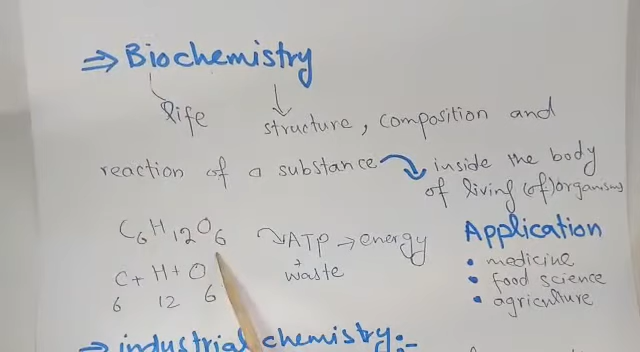 ⇒ Biochemistry
life structure, composition and
reaction of a substance inside the body
of living (of) organism
C6H12O6 → ATP → energy
+
waste
C + H + O
6 12 6
Application
• medicine
• food science
• agriculture
⇒ industrial chemistry:-